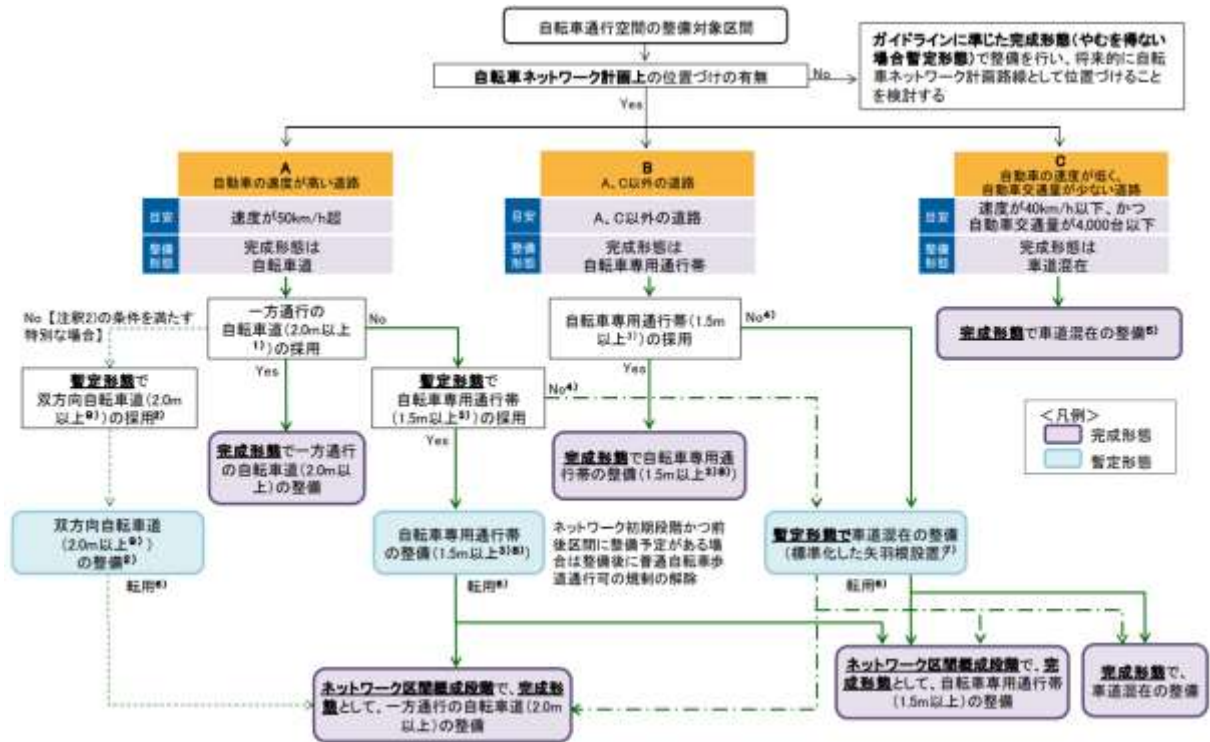 自転車通行空間の整備対象区間
ガイドラインに準じた完成形態(やむを得ない
場合暫定形態)で整備を行い、将来的に自転
車ネットワーク計画路線として位置づけること
を検討する
自転車ネットワーク計画上の位置づけの有無
No
Yes
A
自動車の速度が高い道路
目安
速度が50km/h超
整備
形態
完成形態は
自転車道
B
A、C以外の道路
目安
A、C以外の道路
整備
形態
完成形態は
自転車専用通行帯
C
自動車の速度が低く、
自動車交通量が少ない道路
目安
速度が40km/h以下、かつ
自動車交通量が4,000台以下
整備
形態
完成形態は
車道混在
No【注釈2)の条件を満たす
特別な場合】
一方通行の
自転車道(2.0m以上
1))の採用
No
Yes
自転車専用通行帯(1.5m
以上3))の採用
No4)
Yes
完成形態で車道混在の整備5)
暫定形態で
双方向自転車道(2.0m
以上9))の採用2)
暫定形態で
自転車専用通行帯
(1.5m以上3))の採用
No4)
Yes
完成形態で一方通行
の自転車道(2.0m以
上)の整備
完成形態で自転車専用通
行帯の整備(1.5m以上3)8))
<凡例>
完成形態
暫定形態
双方向自転車道
(2.0m以上9))
の整備2)
自転車専用通行帯
の整備(1.5m以上3)8))
ネットワーク初期段階かつ前
後区間に整備予定がある場
合は整備後に普通自転車歩
道通行可の規制の解除
暫定形態で車道混在の整備
(標準化した矢羽根設置7))
転用6)
転用6)
転用6)
ネットワーク区間概成段階で、完成形
態として、一方通行の自転車道(2.0m
以上)の整備
ネットワーク区間概成段階で、完
成形態として、自転車専用通行帯
(1.5m以上)の整備
完成形態で、
車道混在の整備